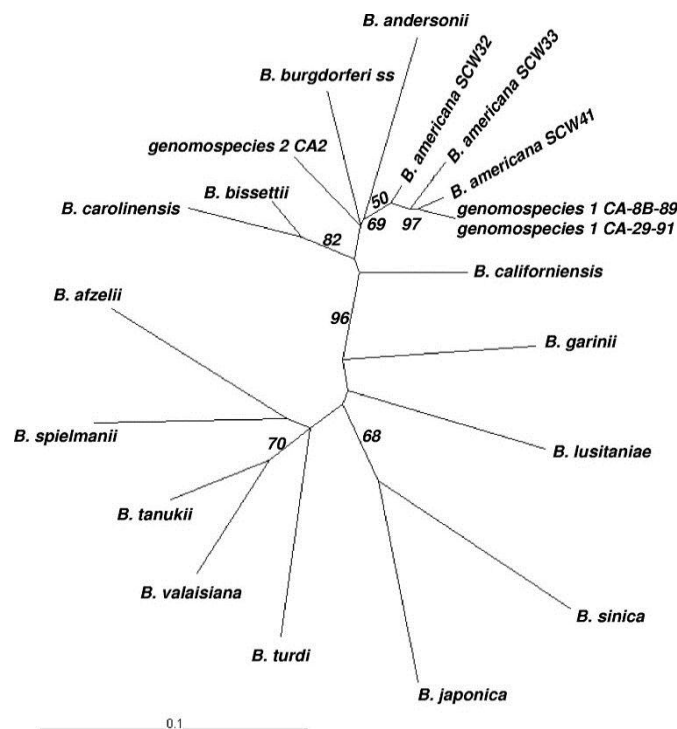 B. andersonii
B. burgdorferi ss
B. americana SCW32
B. americana SCW33
genomospecies 2 CA2
B. americana SCW41
B. bissettii
50
genomospecies 1 CA-8B-89
B. carolinensis
69
97
genomospecies 1 CA-29-91
82
B. californiensis
B. afzelii
96
B. garinii
B. spielmanii
70
68
B. lusitaniae
B. tanukii
B. valaisiana
B. sinica
B. turdi
B. japonica
0.1